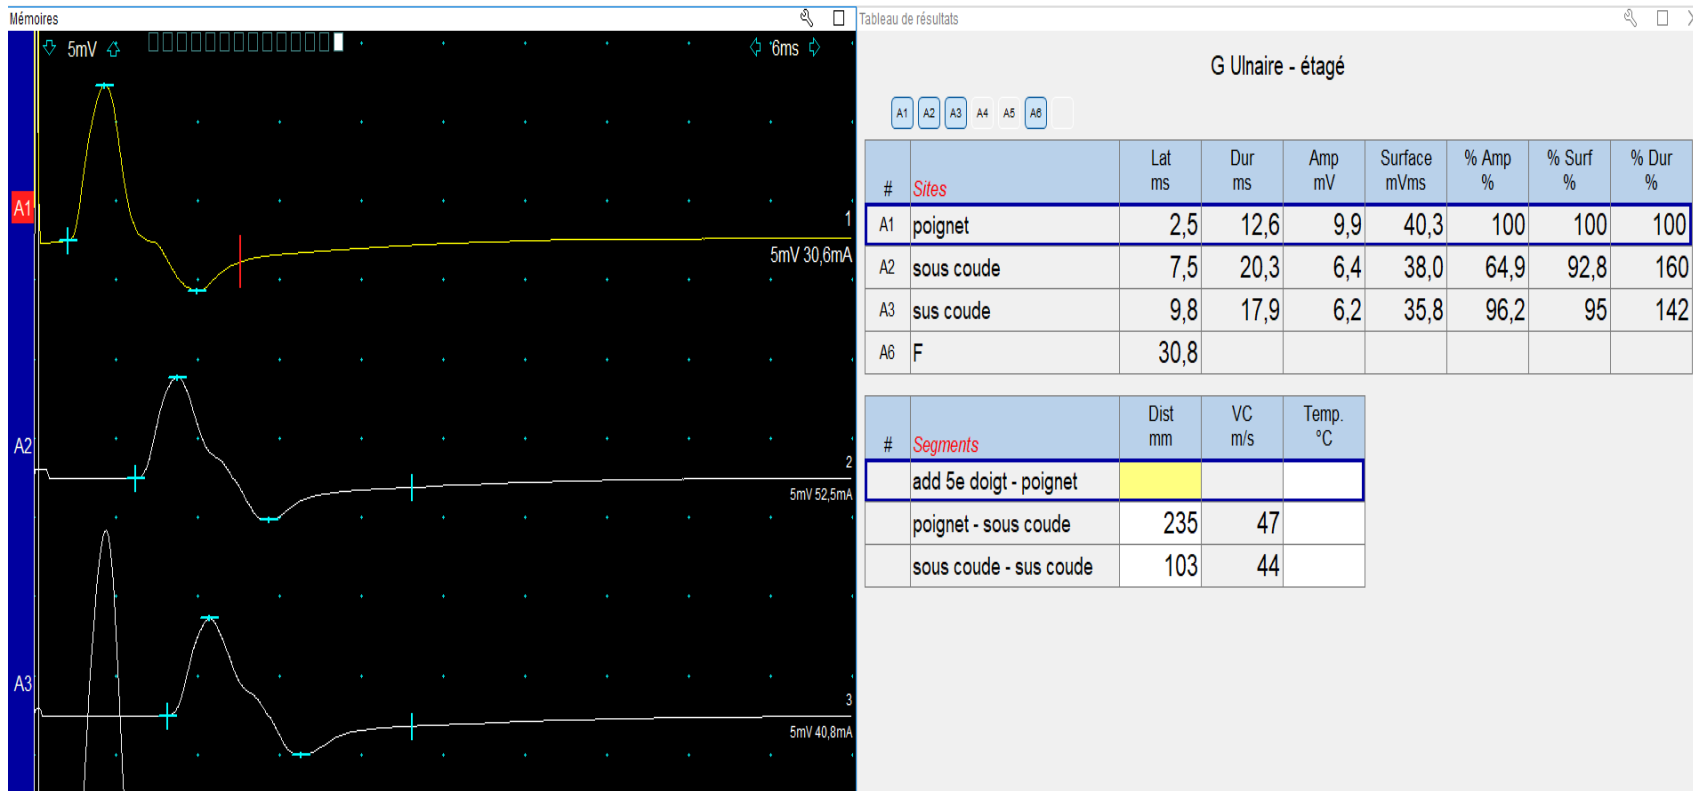 Mémoires
5mV
6ms
A1
1
5mV 30,6mA
A2
2
5mV 52,5mA
A3
3
5mV 40,8mA
Tableau de résultats
G Ulnaire - étagé
A1 A2 A3 A4 A5 A6
# Sites Lat ms Dur ms Amp mV Surface mVms % Amp % % Surf % % Dur %
A1 poignet 2,5 12,6 9,9 40,3 100 100 100
A2 sous coude 7,5 20,3 6,4 38,0 64,9 92,8 160
A3 sus coude 9,8 17,9 6,2 35,8 96,2 95 142
A6 F 30,8
# Segments Dist mm VC m/s Temp. °C
add 5e doigt - poignet
poignet - sous coude 235 47
sous coude - sus coude 103 44